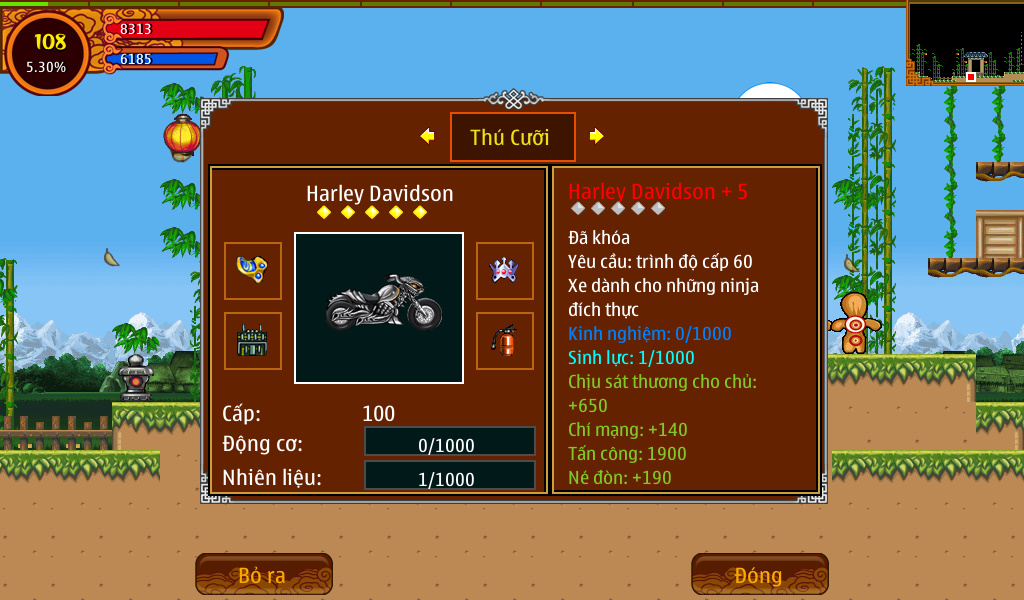 108
5.30%
8313
6185
Thú Cưỡi
Harley Davidson
Cấp: 100
Động cơ: 0/1000
Nhiên liệu: 1/1000
Harley Davidson + 5
Đã khóa
Yêu cầu: trình độ cấp 60
Xe dành cho những ninja
đích thực
Kinh nghiệm: 0/1000
Sinh lực: 1/1000
Chịu sát thương cho chủ:
+650
Chí mạng: +140
Tấn công: 1900
Né đòn: +190
Bỏ ra
Đóng